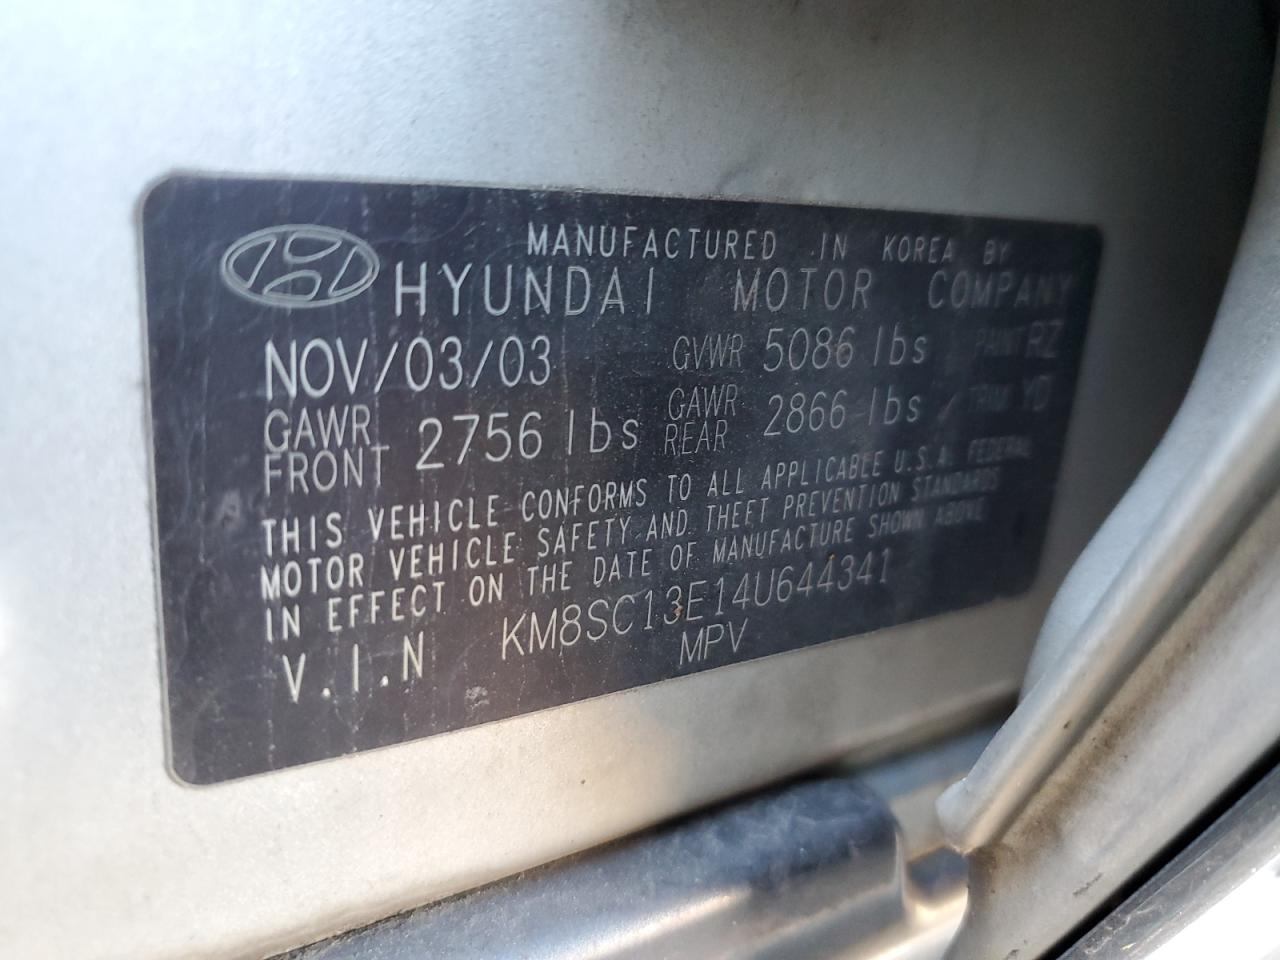 MANUFACTURED IN KOREA BY
HYUNDAI MOTOR COMPANY
NOV/03/03 GVWR 5086 lbs PAINT RZ
GAWR FRONT 2756 lbs GAWR REAR 2866 lbs TRIM
THIS VEHICLE CONFORMS TO ALL APPLICABLE U.S.A. FEDERAL
MOTOR VEHICLE SAFETY AND THEFT PREVENTION STANDARDS
IN EFFECT ON THE DATE OF MANUFACTURE SHOWN ABOVE
V.I.N KM8SC13E14U644341
MPV